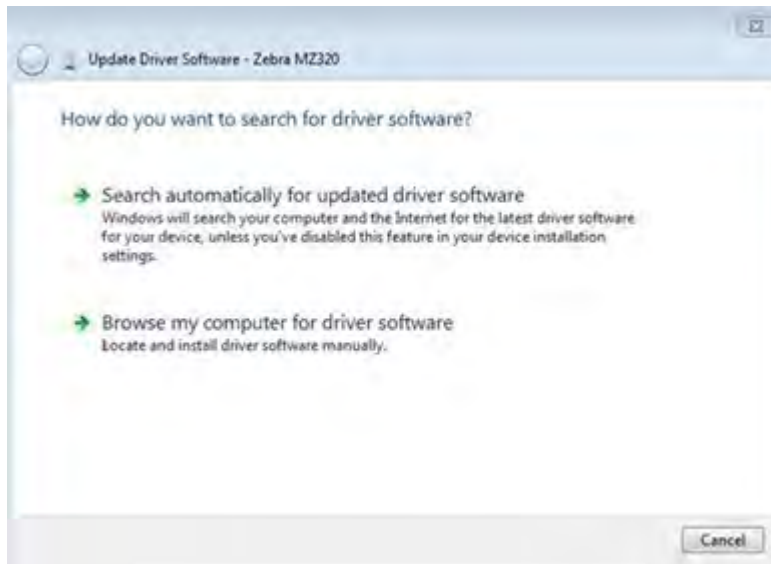 Update Driver Software - Zebra MZ320
How do you want to search for driver software?
Search automatically for updated driver software
Windows will search your computer and the Internet for the latest driver software
for your device, unless you've disabled this feature in your device installation
settings.
Browse my computer for driver software
Locate and install driver software manually.
Cancel